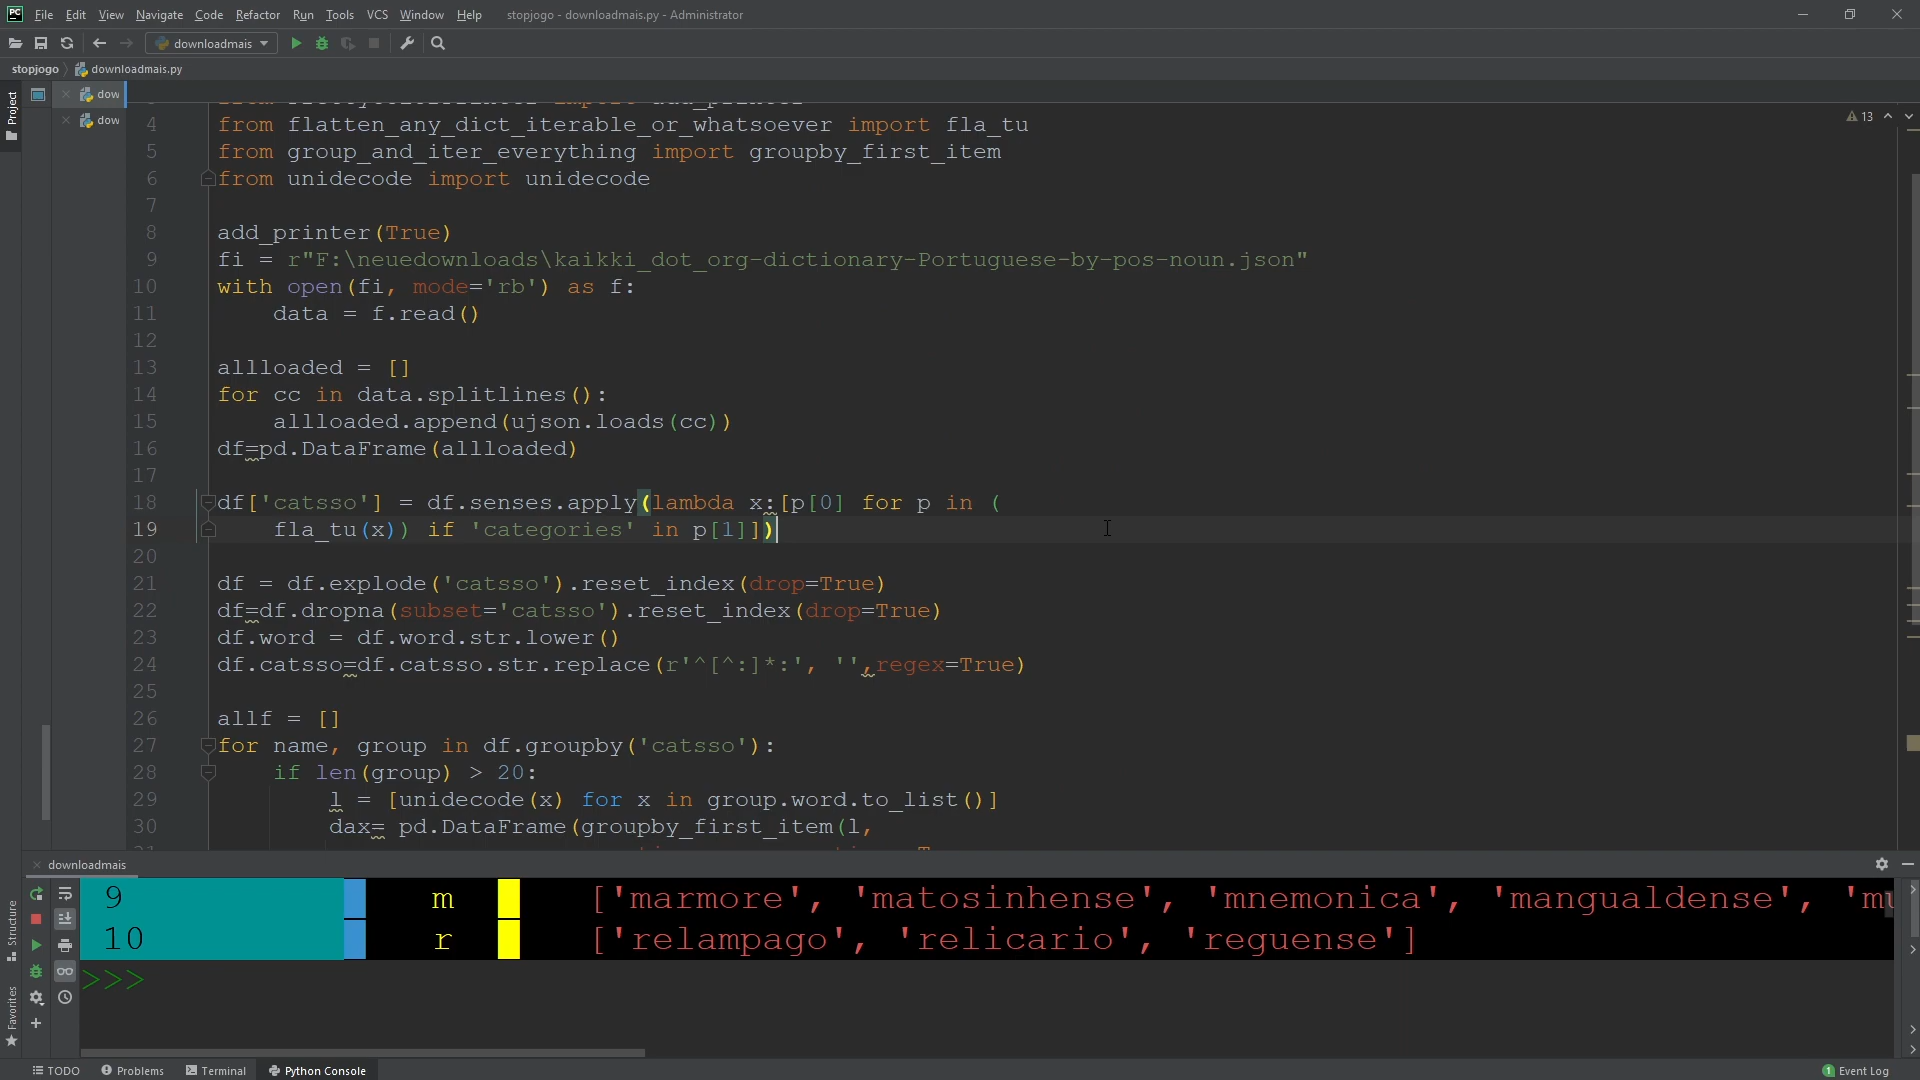 File Edit View Navigate Code Refactor Run Tools VCS Window Help stopjogo - downloadmais.py - Administrator
downloadmais
stopjogo downloadmais.py
Project
dow
dow
13
4 from flatten_any_dict_iterable_or_whatsoever import fla_tu
5 from group_and_iter_everything import groupby_first_item
6 from unidecode import unidecode
7
8 add_printer(True)
9 fi = r"F:\neuedownloads\kaikki_dot_org-dictionary-Portuguese-by-pos-noun.json"
10 with open(fi, mode='rb') as f:
11 data = f.read()
12
13 allloaded = []
14 for cc in data.splitlines():
15 allloaded.append(ujson.loads(cc))
16 df=pd.DataFrame(allloaded)
17
18 df['catsso'] = df.senses.apply(lambda x:[p[0] for p in (
19 fla_tu(x)) if 'categories' in p[1]])
20
21 df = df.explode('catsso').reset_index(drop=True)
22 df=df.dropna(subset='catsso').reset_index(drop=True)
23 df.word = df.word.str.lower()
24 df.catsso=df.catsso.str.replace(r'^[^:]*:', '',regex=True)
25
26 allf = []
27 for name, group in df.groupby('catsso'):
28 if len(group) > 20:
29 l = [unidecode(x) for x in group.word.to_list()]
30 dax= pd.DataFrame(groupby_first_item(l,
downloadmais
9 m ['marmore', 'matosinhense', 'mnemonica', 'mangualdense', 'mu
10 r ['relampago', 'relicario', 'reguense']
>>>
Structure
Favorites
TODO Problems Terminal Python Console 1 Event Log